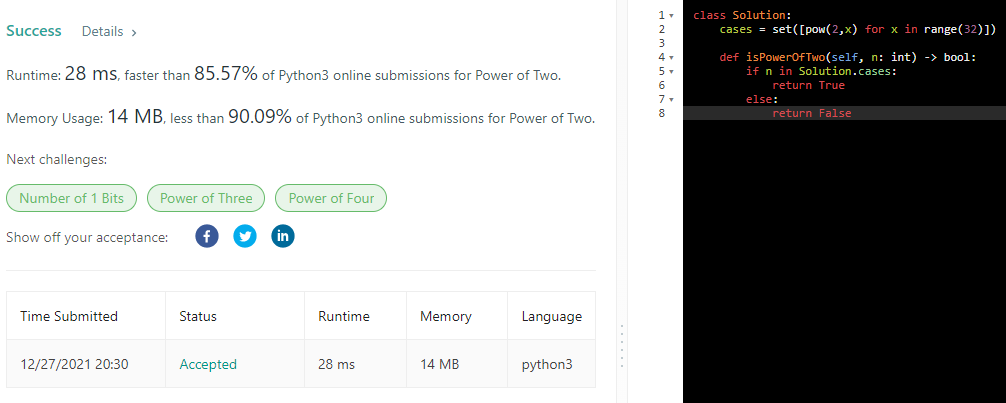 Success Details >
Runtime: 28 ms, faster than 85.57% of Python3 online submissions for Power of Two.
Memory Usage: 14 MB, less than 90.09% of Python3 online submissions for Power of Two.
Next challenges:
Number of 1 Bits Power of Three Power of Four
Show off your acceptance: f in
Time Submitted Status Runtime Memory Language
12/27/2021 20:30 Accepted 28 ms 14 MB python3
1 class Solution:
2 cases = set([pow(2,x) for x in range(32)])
3
4 def isPowerOfTwo(self, n: int) -> bool:
5 if n in Solution.cases:
6 return True
7 else:
8 return False